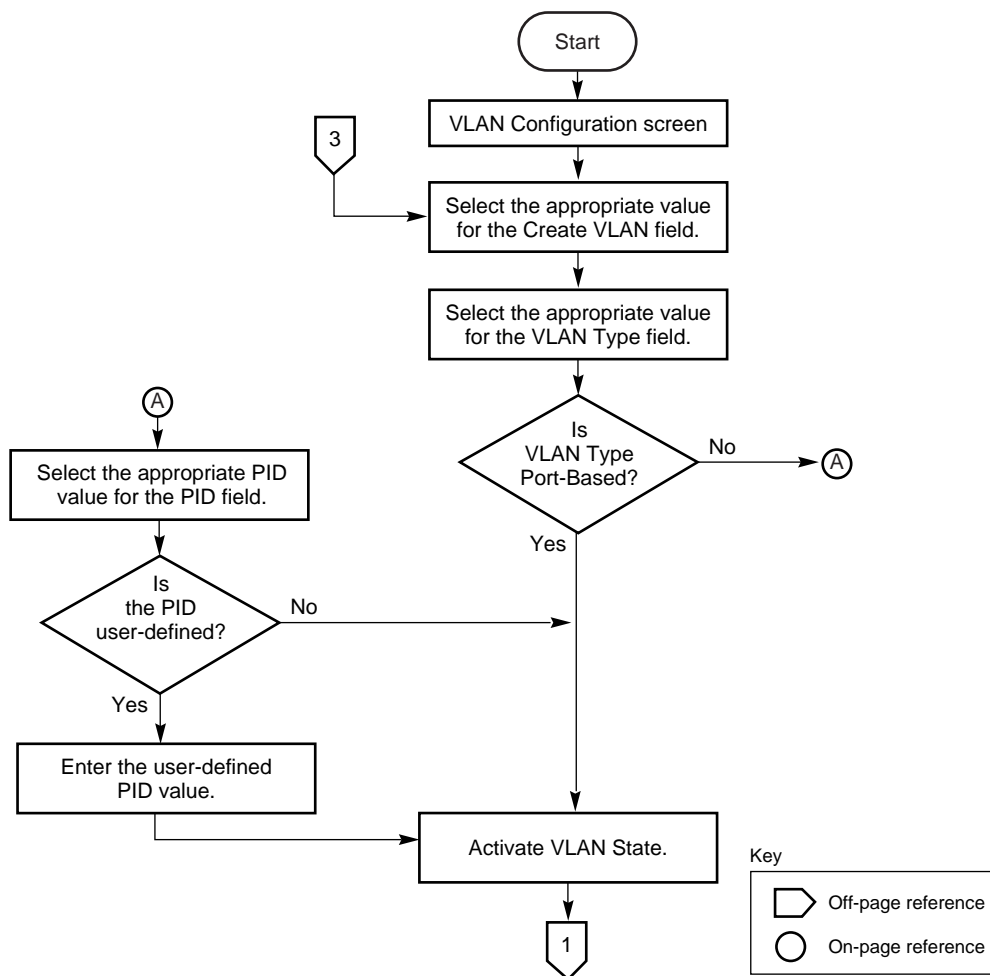 Start
VLAN Configuration screen
3
Select the appropriate value
for the Create VLAN field.
Select the appropriate value
for the VLAN Type field.
Is
VLAN Type
Port-Based?
No
A
Yes
A
Select the appropriate PID
value for the PID field.
Is
the PID
user-defined?
No
Yes
Enter the user-defined
PID value.
Activate VLAN State.
1
Key
Off-page reference
On-page reference